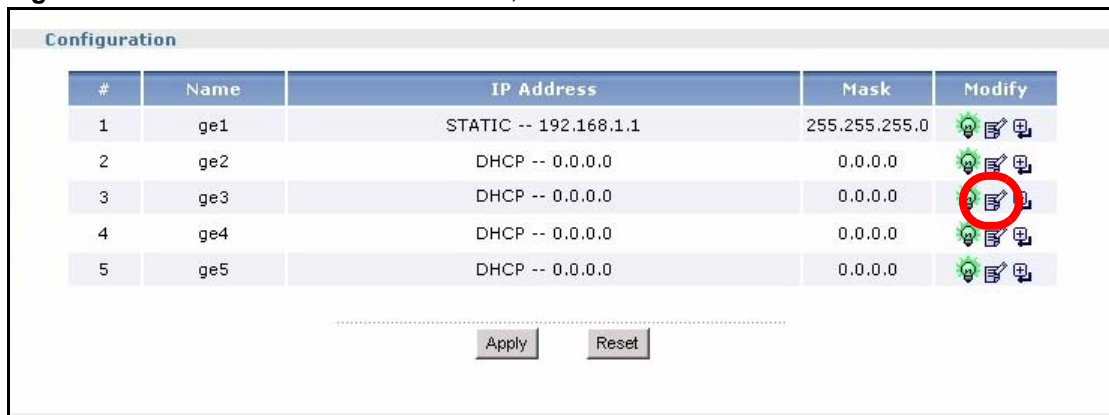 Configuration
# Name IP Address Mask Modify
1 ge1 STATIC -- 192.168.1.1 255.255.255.0
2 ge2 DHCP -- 0.0.0.0 0.0.0.0
3 ge3 DHCP -- 0.0.0.0 0.0.0.0
4 ge4 DHCP -- 0.0.0.0 0.0.0.0
5 ge5 DHCP -- 0.0.0.0 0.0.0.0
Apply Reset